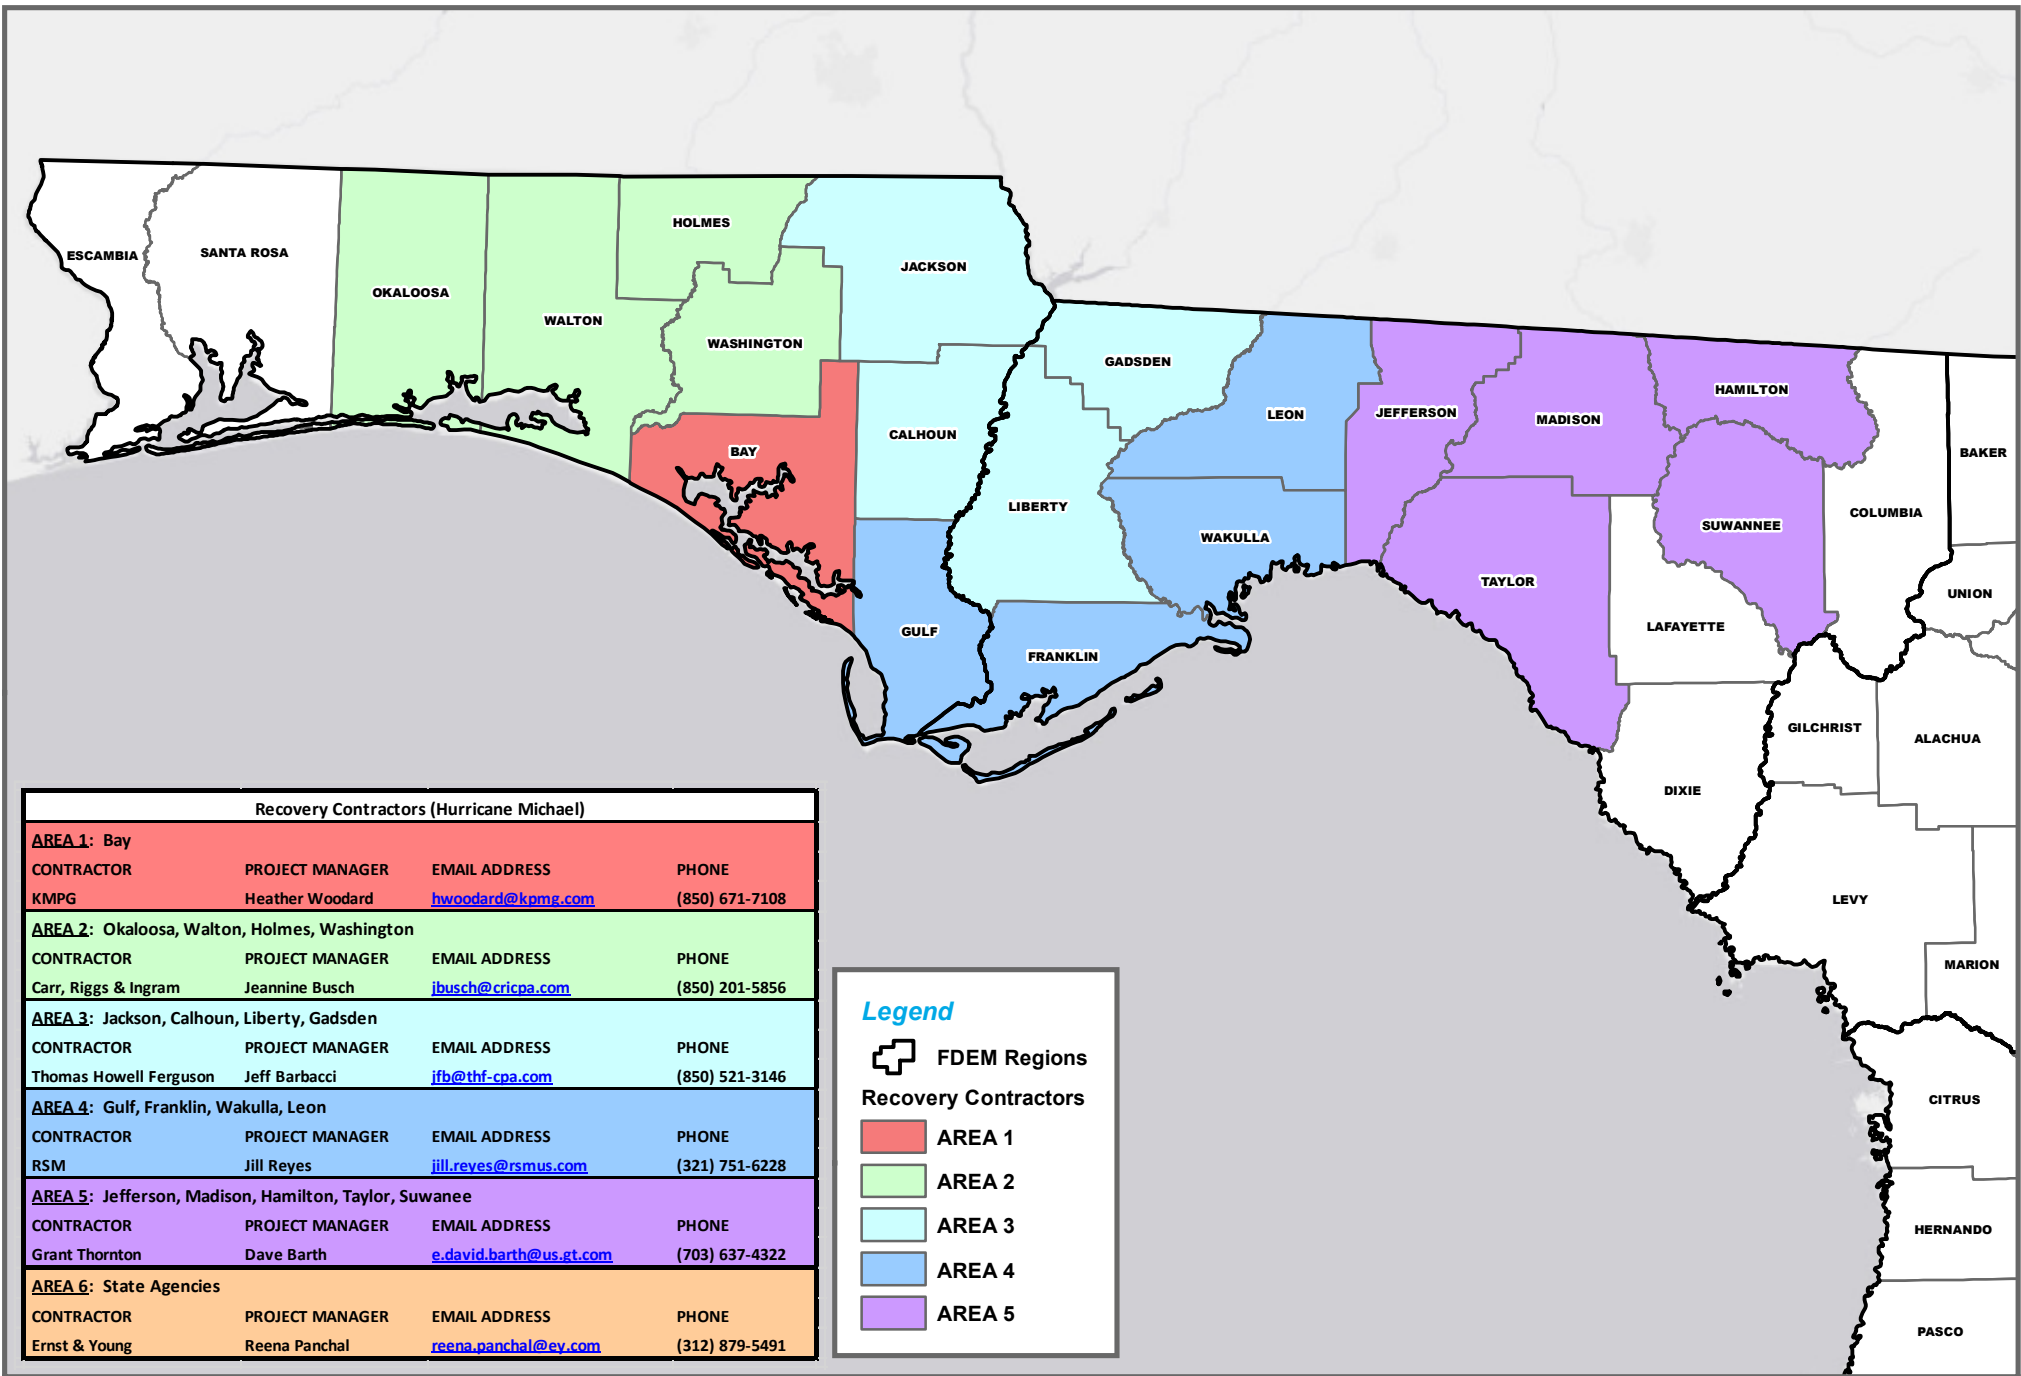 HOLMES
ESCAMBIA
SANTA ROSA
JACKSON
OKALOOSA
WALTON
WASHINGTON
GADSDEN
HAMILTON
LEON
JEFFERSON
MADISON
CALHOUN
BAY
BAKER
LIBERTY
COLUMBIA
SUWANNEE
WAKULLA
TAYLOR
UNION
LAFAYETTE
GULF
FRANKLIN
GILCHRIST
ALACHUA
DIXIE
LEVY
MARION
CITRUS
HERNANDO
PASCO
Recovery Contractors (Hurricane Michael)
AREA 1: Bay
CONTRACTOR PROJECT MANAGER EMAIL ADDRESS PHONE
KMPG Heather Woodard hwoodard@kpmg.com (850) 671-7108
AREA 2: Okaloosa, Walton, Holmes, Washington
CONTRACTOR PROJECT MANAGER EMAIL ADDRESS PHONE
Carr, Riggs & Ingram Jeannine Busch jbusch@cricpa.com (850) 201-5856
AREA 3: Jackson, Calhoun, Liberty, Gadsden
CONTRACTOR PROJECT MANAGER EMAIL ADDRESS PHONE
Thomas Howell Ferguson Jeff Barbacci jfb@thf-cpa.com (850) 521-3146
AREA 4: Gulf, Franklin, Wakulla, Leon
CONTRACTOR PROJECT MANAGER EMAIL ADDRESS PHONE
RSM Jill Reyes jill.reyes@rsmus.com (321) 751-6228
AREA 5: Jefferson, Madison, Hamilton, Taylor, Suwanee
CONTRACTOR PROJECT MANAGER EMAIL ADDRESS PHONE
Grant Thornton Dave Barth e.david.barth@us.gt.com (703) 637-4322
AREA 6: State Agencies
CONTRACTOR PROJECT MANAGER EMAIL ADDRESS PHONE
Ernst & Young Reena Panchal reena.panchal@ey.com (312) 879-5491
Legend
FDEM Regions
Recovery Contractors
AREA 1
AREA 2
AREA 3
AREA 4
AREA 5